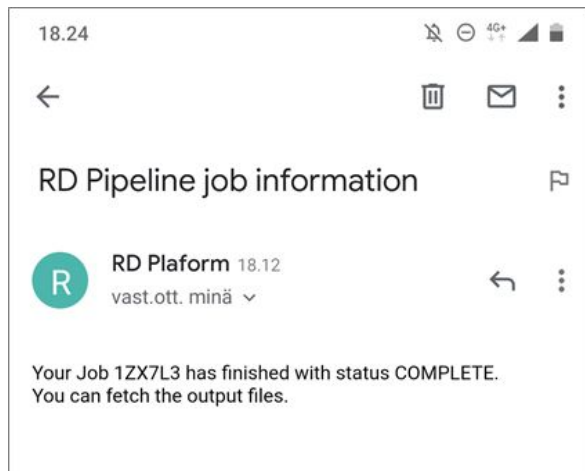 18.24
4G+
RD Pipeline job information
R
RD Plaform 18.12
vast.ott. minä
Your Job 1ZX7L3 has finished with status COMPLETE.
You can fetch the output files.